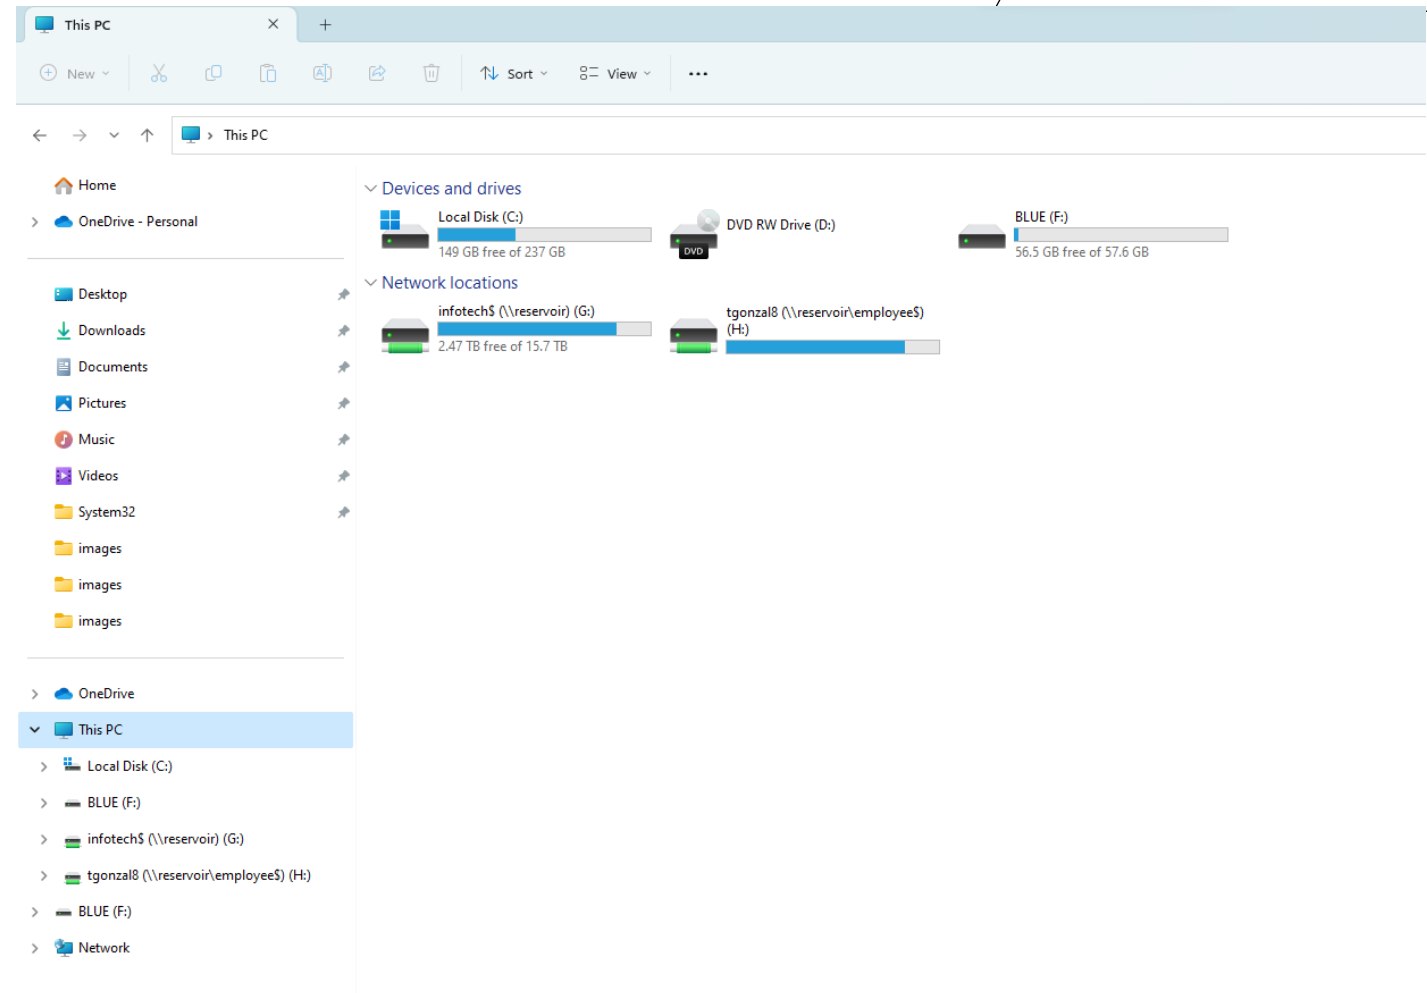 This PC
New
Sort
View
This PC
Home
OneDrive - Personal
Desktop
Downloads
Documents
Pictures
Music
Videos
System32
images
images
images
OneDrive
This PC
Local Disk (C:)
BLUE (F:)
infotech$ (\\reservoir) (G:)
tgonzal8 (\\reservoir\employee$) (H:)
BLUE (F:)
Network
Devices and drives
Local Disk (C:)
149 GB free of 237 GB
DVD RW Drive (D:)
DVD
BLUE (F:)
56.5 GB free of 57.6 GB
Network locations
infotech$ (\\reservoir) (G:)
2.47 TB free of 15.7 TB
tgonzal8 (\\reservoir\employee$)
(H:)